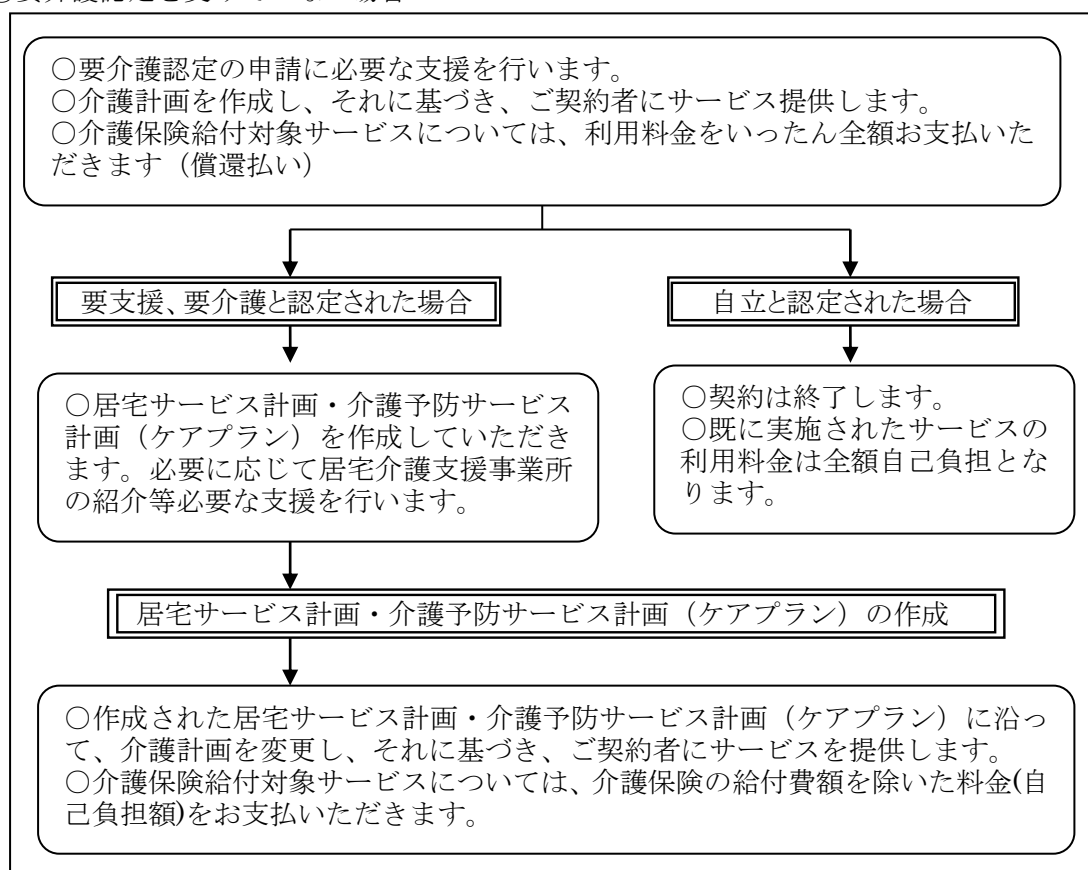 ○要介護認定の申請に必要な支援を行います。
○介護計画を作成し、それに基づき、ご契約者にサービス提供します。
○介護保険給付対象サービスについては、利用料金をいったん全額お支払いた
だきます（償還払い）
要支援、要介護と認定された場合
自立と認定された場合
○居宅サービス計画・介護予防サービス
計画（ケアプラン）を作成していただき
ます。必要に応じて居宅介護支援事業所
の紹介等必要な支援を行います。
○契約は終了します。
○既に実施されたサービスの
利用料金は全額自己負担とな
ります。
居宅サービス計画・介護予防サービス計画（ケアプラン）の作成
○作成された居宅サービス計画・介護予防サービス計画（ケアプラン）に沿っ
て、介護計画を変更し、それに基づき、ご契約者にサービスを提供します。
○介護保険給付対象サービスについては、介護保険の給付費額を除いた料金(自
己負担額)をお支払いただきます。